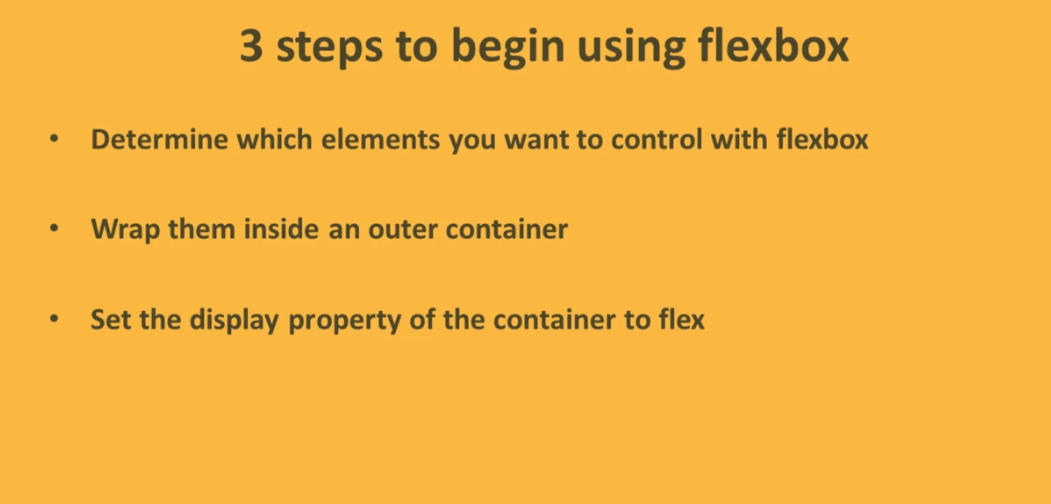 3 steps to begin using flexbox
• Determine which elements you want to control with flexbox
• Wrap them inside an outer container
• Set the display property of the container to flex